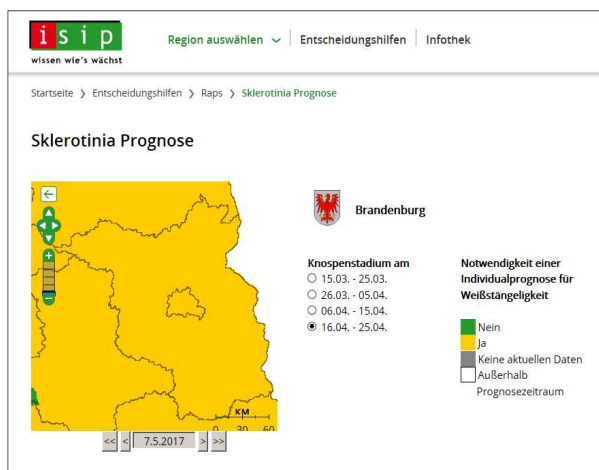 isip
wissen wie's wächst
Region auswählen
Entscheidungshilfen
Infothek
Startseite ❯ Entscheidungshilfen ❯ Raps ❯ Sklerotinia Prognose
Sklerotinia Prognose
Brandenburg
Knospenstadium am
15.03. - 25.03.
26.03. - 05.04.
06.04. - 15.04.
16.04. - 25.04.
Notwendigkeit einer
Individualprognose für
Weißstängeligkeit
Nein
Ja
Keine aktuellen Daten
Außerhalb
Prognosezeitraum
KM
0 30 60
<< < 7.5.2017 > >>